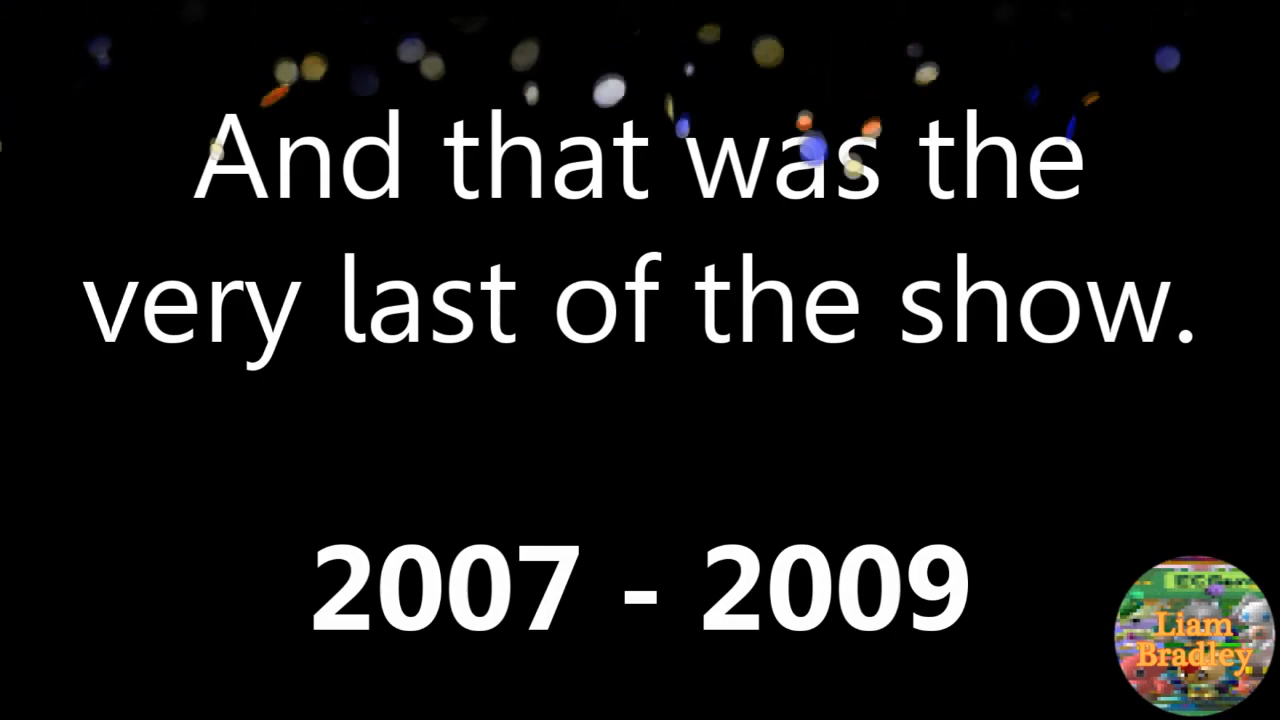 And that was the
very last of the show.
2007 - 2009
Liam
Bradley